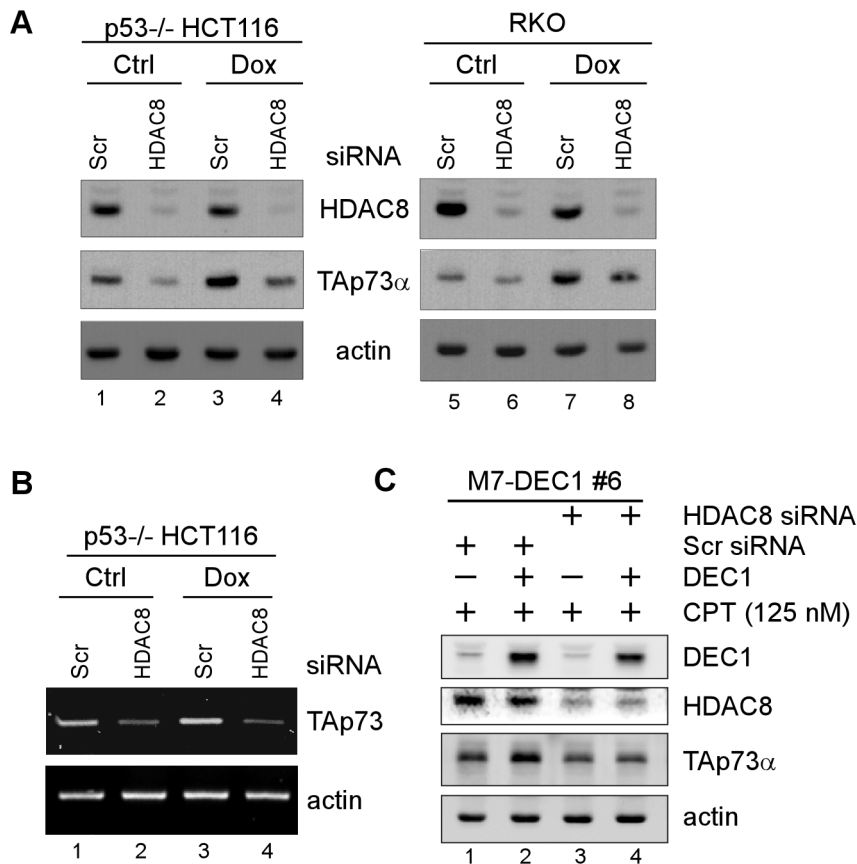 A
p53-/- HCT116
Ctrl Dox
Scr HDAC8 Scr HDAC8
siRNA
RKO
Ctrl Dox
Scr HDAC8 Scr HDAC8
HDAC8
TAp73α
actin
1 2 3 4
5 6 7 8
B
p53-/- HCT116
Ctrl Dox
Scr HDAC8 Scr HDAC8
siRNA
TAp73
actin
1 2 3 4
C
M7-DEC1 #6
+ + HDAC8 siRNA
+ + Scr siRNA
− + − + DEC1
+ + + + CPT (125 nM)
DEC1
HDAC8
TAp73α
actin
1 2 3 4